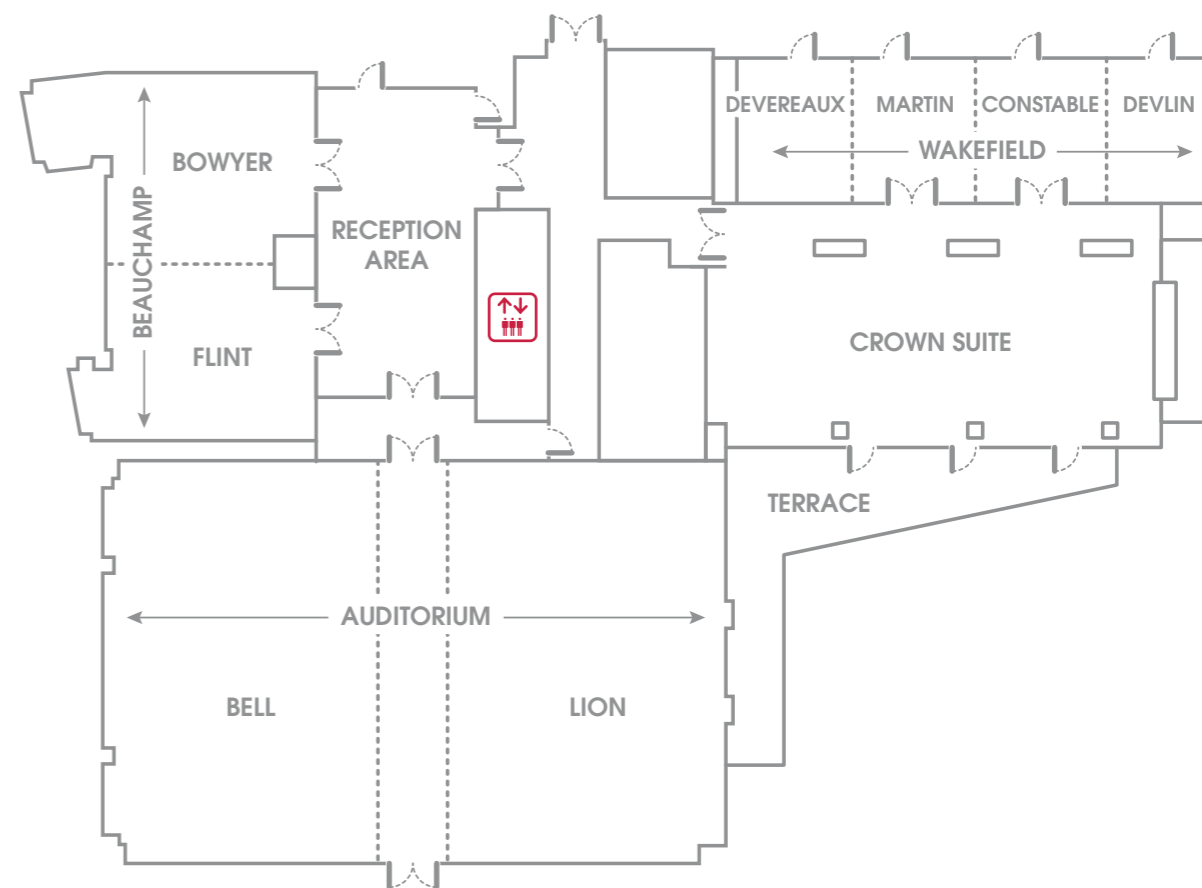 DEVEREAUX
MARTIN
CONSTABLE
DEVLIN
WAKEFIELD
BOWYER
BEAUCHAMP
RECEPTION
AREA
FLINT
CROWN SUITE
TERRACE
AUDITORIUM
BELL
LION